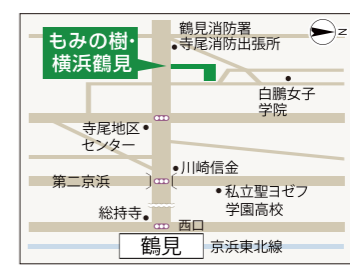 もみの樹･
横浜鶴見
鶴見消防署
寺尾消防出張所
N
白鵬女子
学院
寺尾地区
センター
川崎信金
第二京浜
私立聖ヨゼフ
学園高校
総持寺
西口
鶴見
京浜東北線